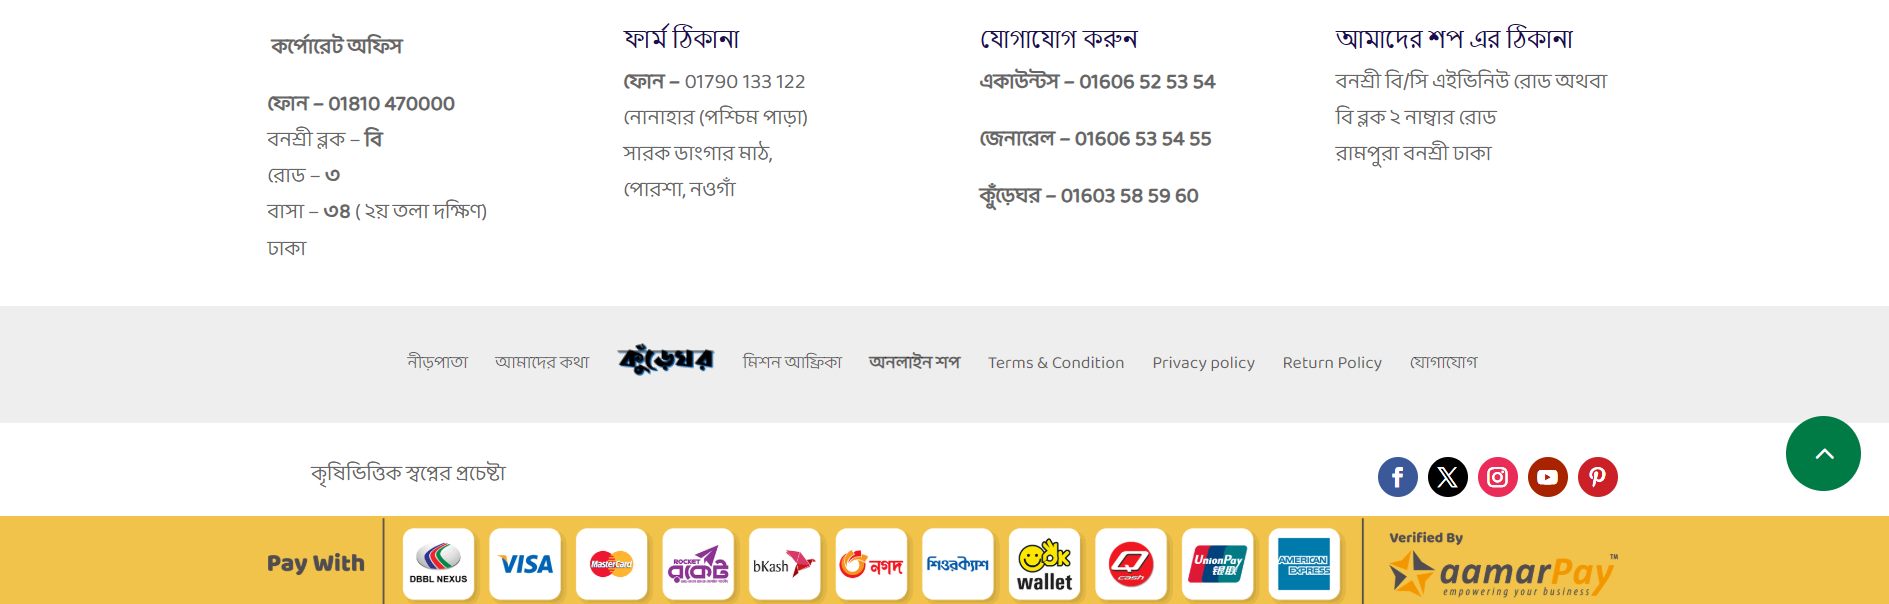 কর্পোরেট অফিস
ফোন – 01810 470000
বনশ্রী ব্লক – বি
রোড – ৩
বাসা – ৩৪ ( ২য় তলা দক্ষিণ)
ঢাকা
ফার্ম ঠিকানা
ফোন – 01790 133 122
নোনাহার (পশ্চিম পাড়া)
সারক ডাংগার মাঠ,
পোরশা, নওগাঁ
যোগাযোগ করুন
একাউন্টস – 01606 52 53 54
জেনারেল – 01606 53 54 55
কুঁড়েঘর – 01603 58 59 60
আমাদের শপ এর ঠিকানা
বনশ্রী বি/সি এইভিনিউ রোড অথবা
বি ব্লক ২ নাম্বার রোড
রামপুরা বনশ্রী ঢাকা
নীড়পাতা আমাদের কথা কুঁড়েঘর মিশন আফ্রিকা অনলাইন শপ Terms & Condition Privacy policy Return Policy যোগাযোগ
কৃষিভিত্তিক স্বপ্নের প্রচেষ্টা
Pay With
DBBL NEXUS
VISA
MasterCard
ROCKET
রকেট
bKash
নগদ
শিওরক্যাশ
ok
wallet
Q
cash
UnionPay
银联
AMERICAN
EXPRESS
Verified By
aamarPay TM
empowering your business